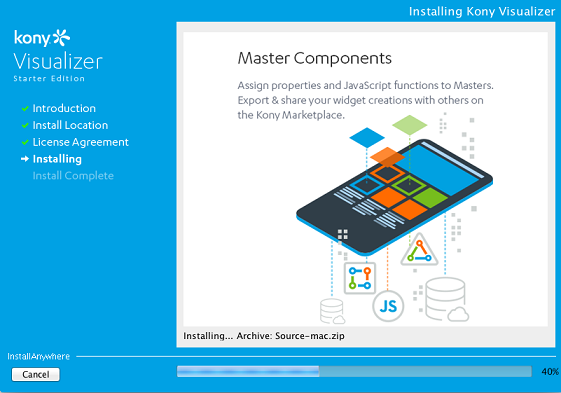 Installing Kony Visualizer
kony
Visualizer
Starter Edition
Introduction
Install Location
License Agreement
Installing
Install Complete
Master Components
Assign properties and JavaScript functions to Masters.
Export & share your widget creations with others on
the Kony Marketplace.
JS
Installing... Archive: Source-mac.zip
InstallAnywhere
Cancel
40%